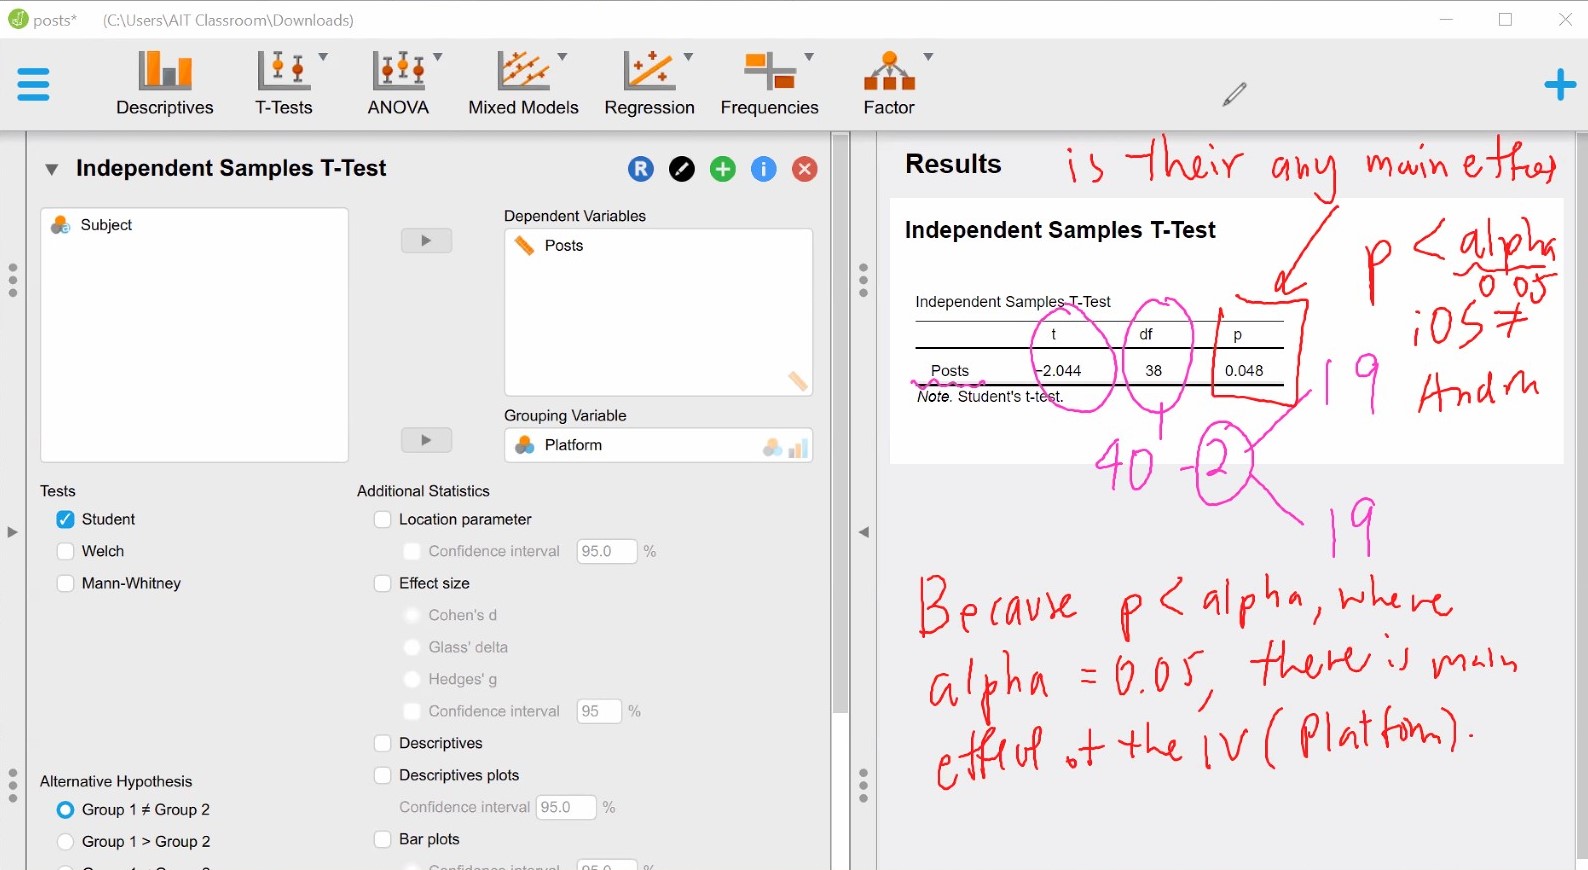 posts* (C:\Users\AIT Classroom\Downloads)
Descriptives T-Tests ANOVA Mixed Models Regression Frequencies Factor
Independent Samples T-Test
R + i ×
Subject
Dependent Variables
Posts
Grouping Variable
Platform
Tests
Student
Welch
Mann-Whitney
Additional Statistics
Location parameter
Confidence interval 95.0 %
Effect size
Cohen's d
Glass' delta
Hedges' g
Confidence interval 95 %
Descriptives
Descriptives plots
Confidence interval 95.0 %
Bar plots
Confidence interval 95.0 %
Alternative Hypothesis
Group 1 ≠ Group 2
Group 1 > Group 2
Results
is their any main
Independent Samples T-Test
p < alpha
0 05
iOS ≠
Independent Samples T-Test
t df p
Posts -2.044 38 0.048
Note. Student's t-test.
19
40 - 2
19
Because p < alpha, where
alpha = 0.05, there is main
effect of the IV (Platform).